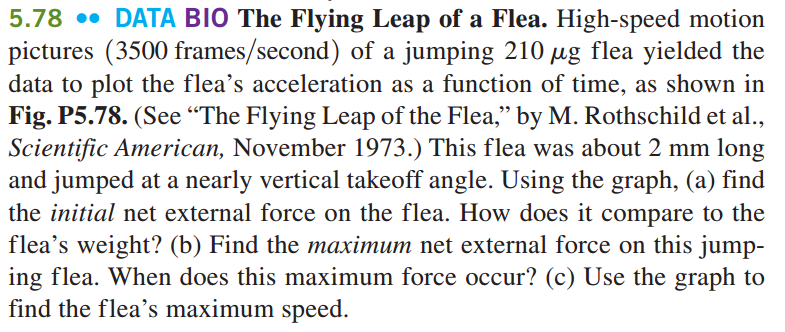 5.78 •• DATA BIO The Flying Leap of a Flea. High-speed motion
pictures (3500 frames/second) of a jumping 210 μg flea yielded the
data to plot the flea's acceleration as a function of time, as shown in
Fig. P5.78. (See “The Flying Leap of the Flea,” by M. Rothschild et al.,
Scientific American, November 1973.) This flea was about 2 mm long
and jumped at a nearly vertical takeoff angle. Using the graph, (a) find
the initial net external force on the flea. How does it compare to the
flea's weight? (b) Find the maximum net external force on this jump-
ing flea. When does this maximum force occur? (c) Use the graph to
find the flea's maximum speed.